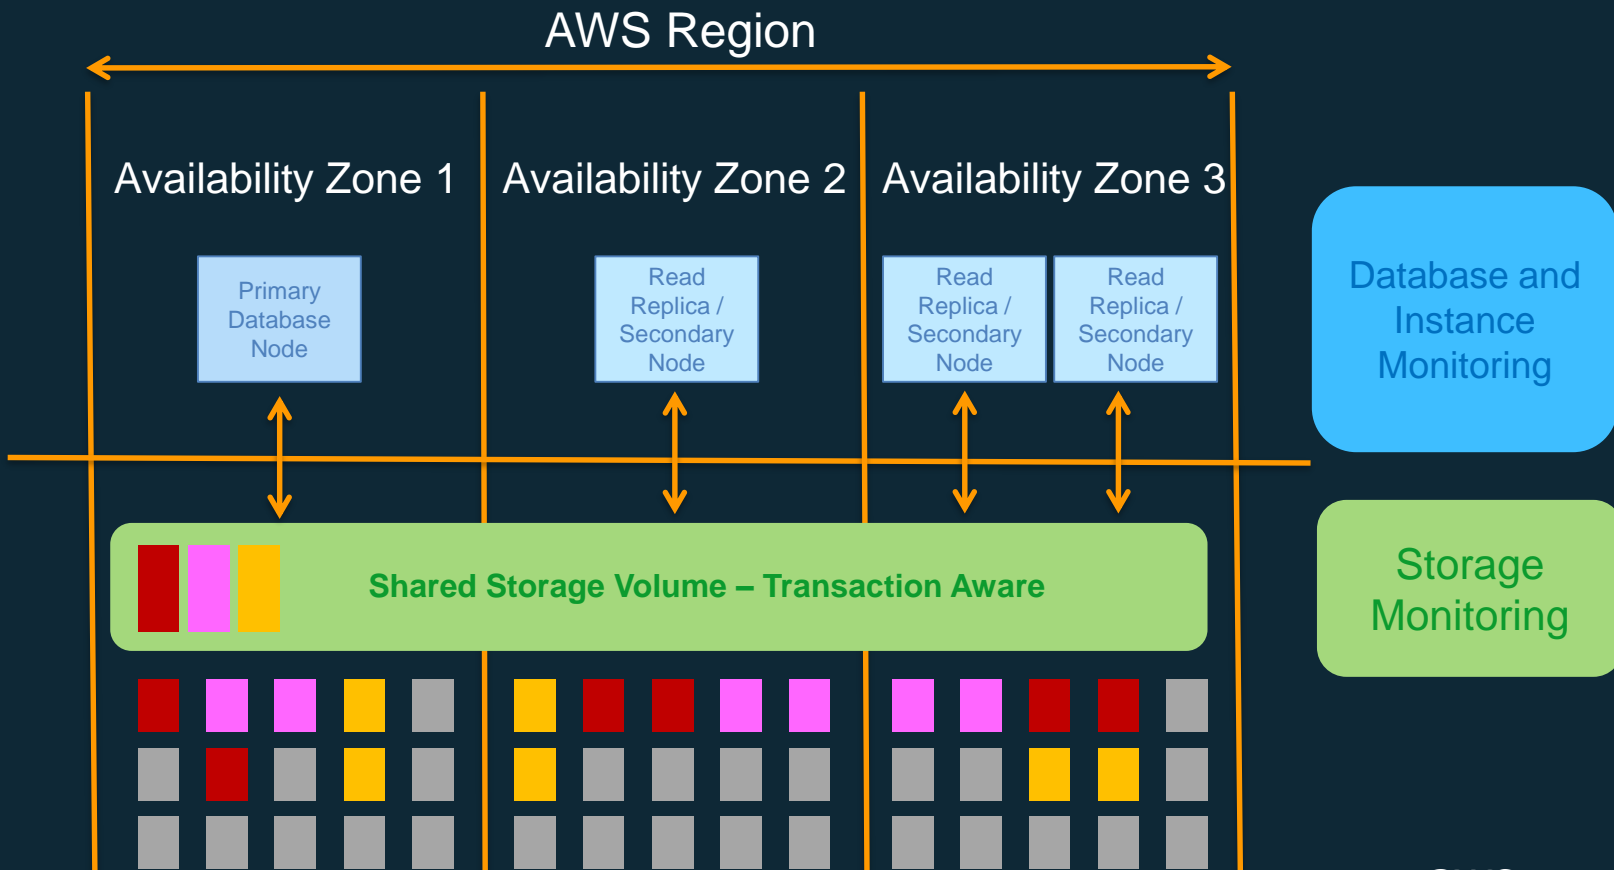 AWS Region
Availability Zone 1
Availability Zone 2
Availability Zone 3
Primary
Database
Node
Read
Replica /
Secondary
Node
Read
Replica /
Secondary
Node
Read
Replica /
Secondary
Node
Database and
Instance
Monitoring
Shared Storage Volume – Transaction Aware
Storage
Monitoring